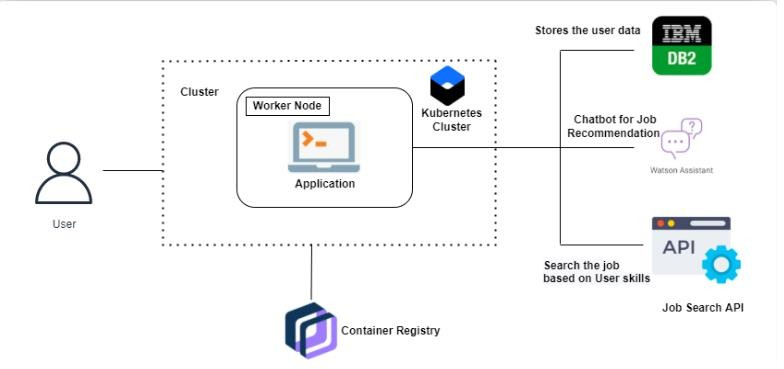 Stores the user data
IBM
DB2
Cluster
Worker Node
Kubernetes
Cluster
Application
Chatbot for Job
Recommendation
?
Watson Assistant
User
API
Search the job
based on User skills
Job Search API
Container Registry